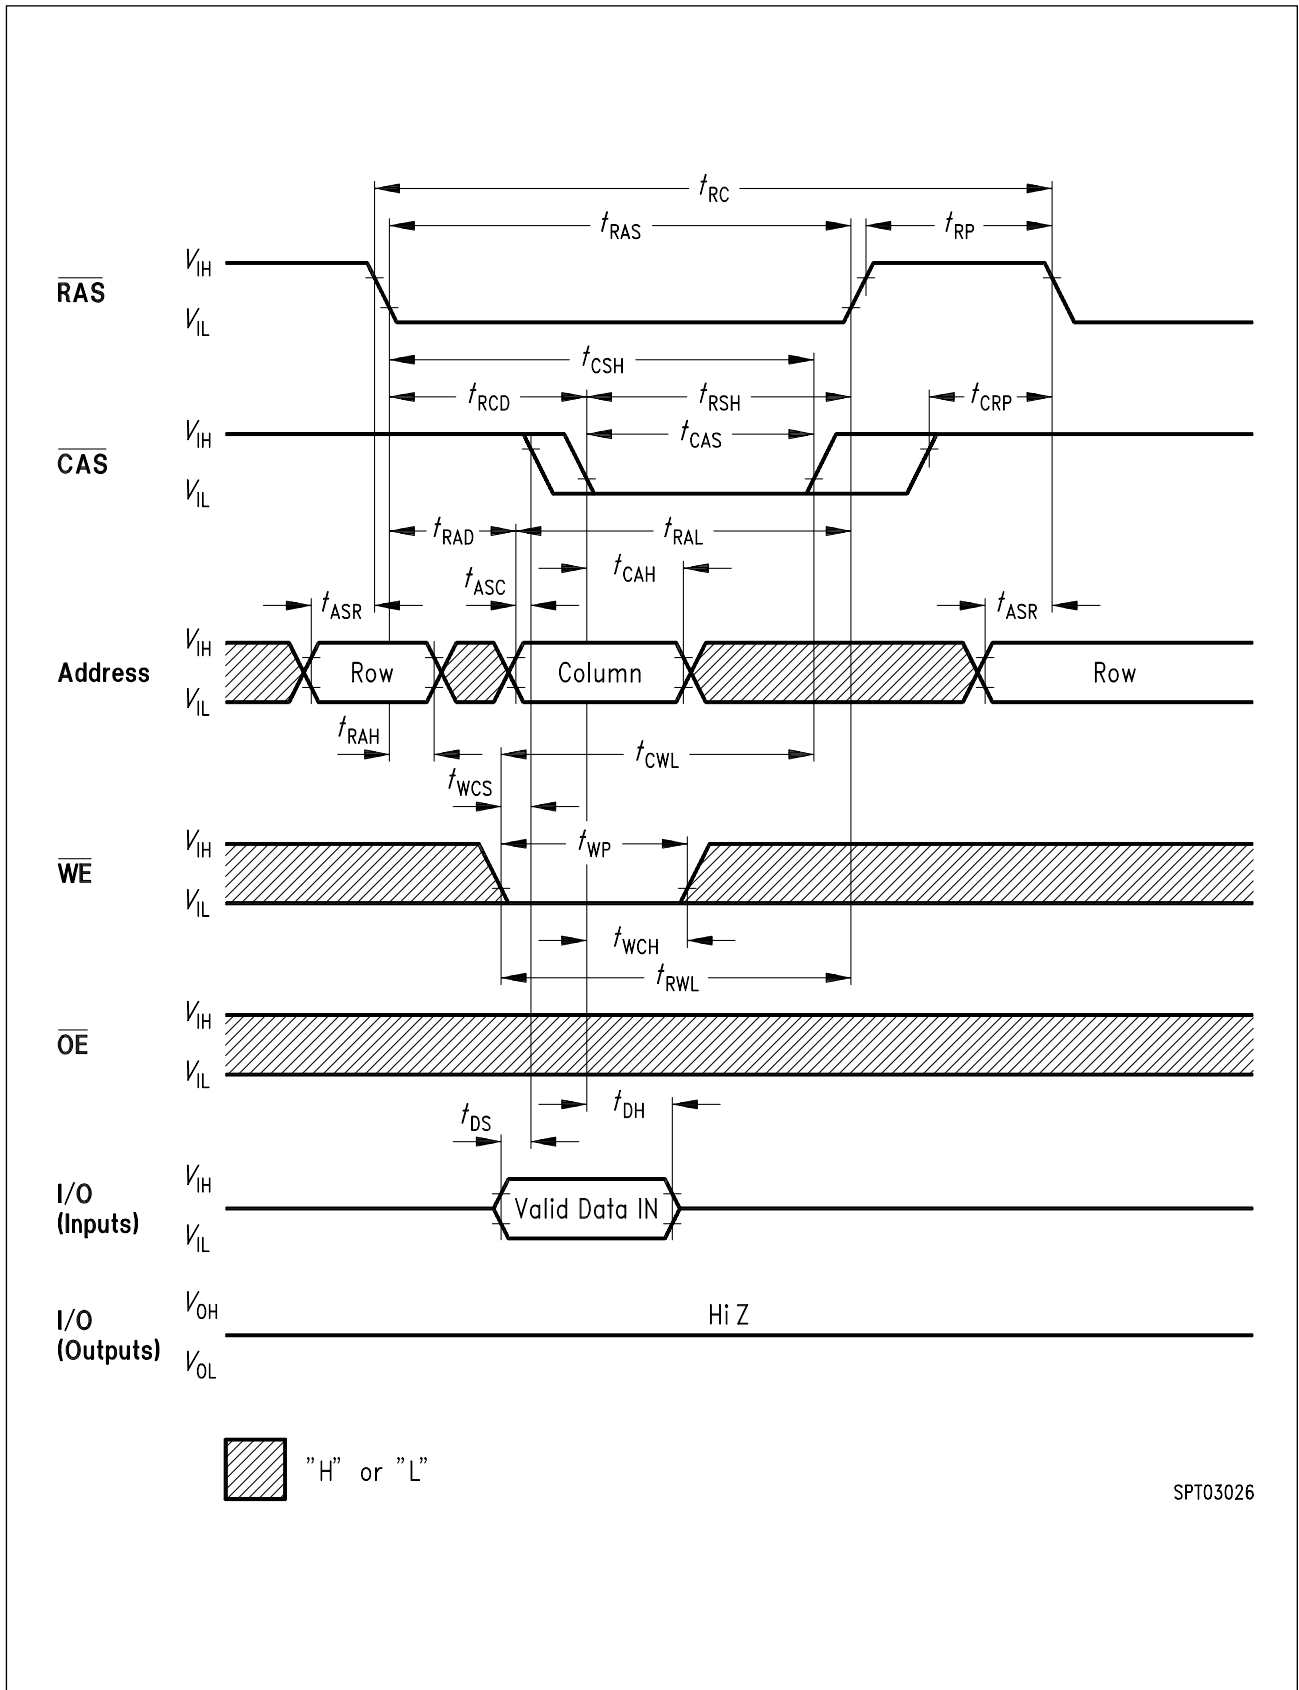 tRC
tRAS
tRP
RAS
VIH
VIL
tCSH
tRCD
tRSH
tCRP
tCAS
CAS
VIH
VIL
tRAD
tRAL
tCAH
tASC
tASR
tASR
Address
VIH
VIL
Row
Column
Row
tRAH
tCWL
tWCS
WE
VIH
VIL
tWP
tWCH
tRWL
OE
VIH
VIL
tDH
tDS
I/O
(Inputs)
VIH
VIL
Valid Data IN
I/O
(Outputs)
VOH
VOL
Hi Z
"H" or "L"
SPT03026